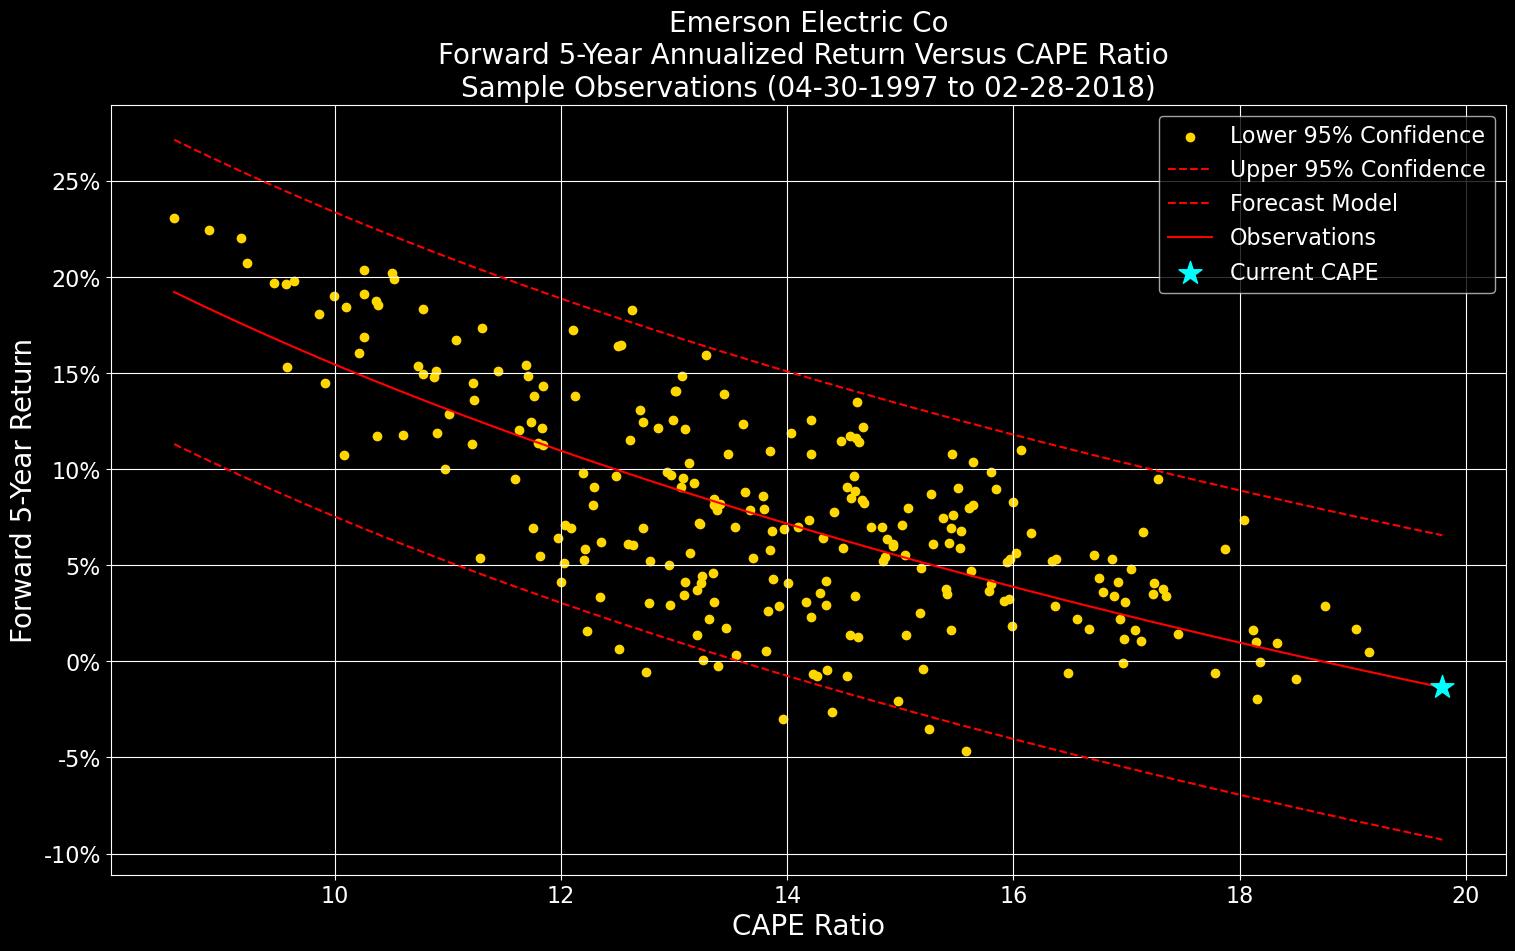 Emerson Electric Co
Forward 5-Year Annualized Return Versus CAPE Ratio
Sample Observations (04-30-1997 to 02-28-2018)
Lower 95% Confidence
Upper 95% Confidence
Forecast Model
Observations
Current CAPE
Forward 5-Year Return
25%
20%
15%
10%
5%
0%
-5%
-10%
10 12 14 16 18 20
CAPE Ratio